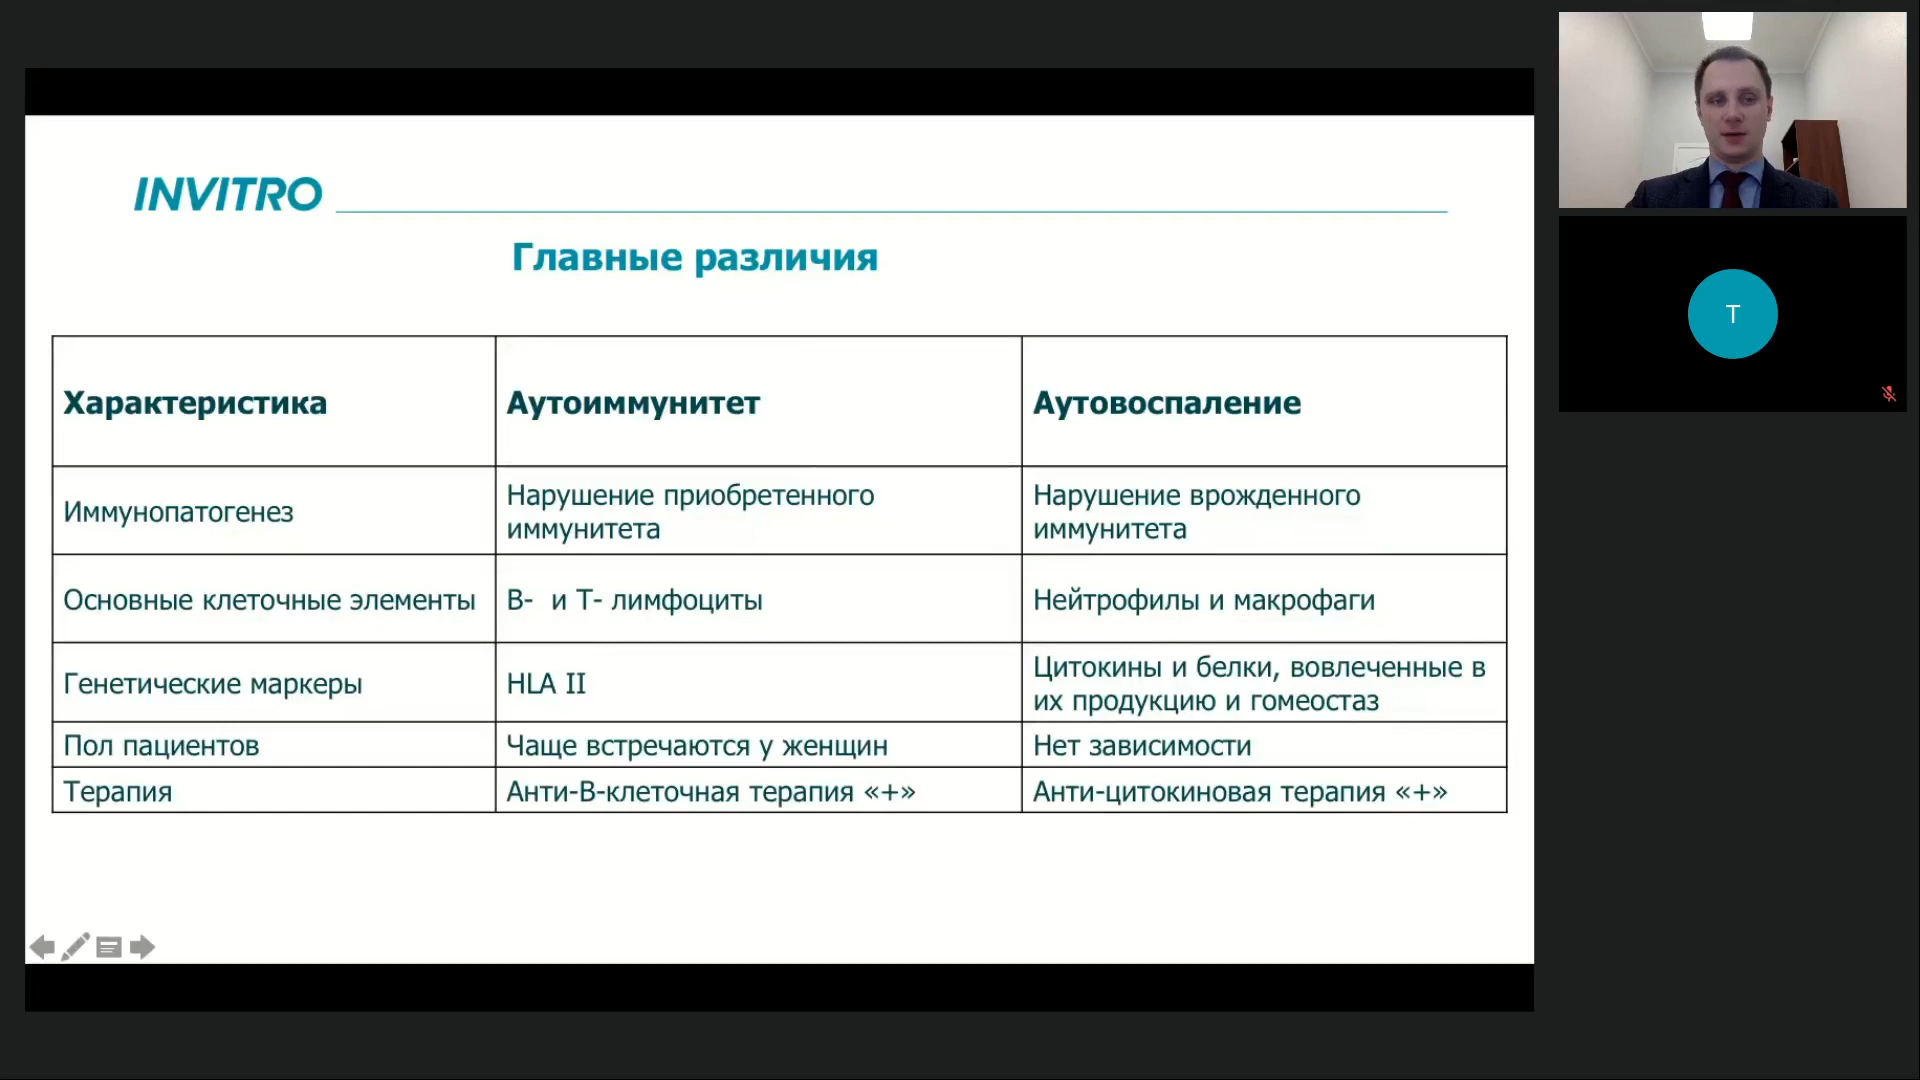 INVITRO
Главные различия
Характеристика
Аутоиммунитет
Аутовоспаление
Иммунопатогенез
Нарушение приобретенного
иммунитета
Нарушение врожденного
иммунитета
Основные клеточные элементы
В- и Т- лимфоциты
Нейтрофилы и макрофаги
Генетические маркеры
HLA II
Цитокины и белки, вовлеченные в
их продукцию и гомеостаз
Пол пациентов
Чаще встречаются у женщин
Нет зависимости
Терапия
Анти-В-клеточная терапия «+»
Анти-цитокиновая терапия «+»
Т